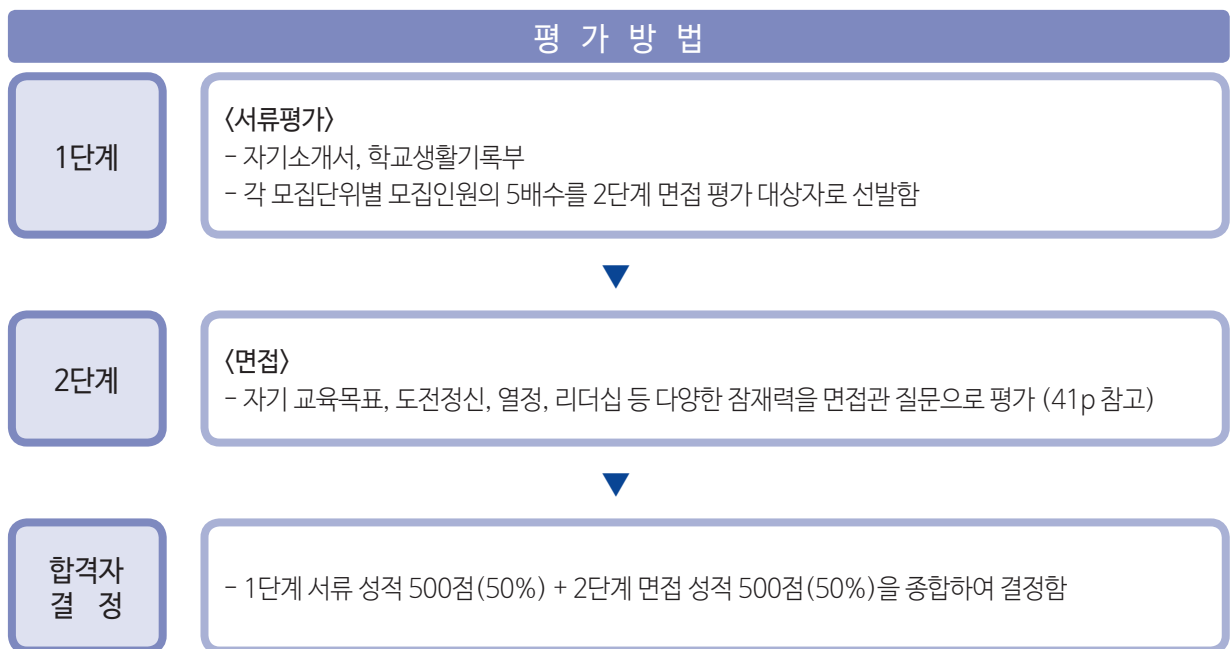 평 가 방 법
1단계
<서류평가>
- 자기소개서, 학교생활기록부
- 각 모집단위별 모집인원의 5배수를 2단계 면접 평가 대상자로 선발함
2단계
<면접>
- 자기 교육목표, 도전정신, 열정, 리더십 등 다양한 잠재력을 면접관 질문으로 평가 (41p 참고)
합격자
결 정
- 1단계 서류 성적 500점(50%) + 2단계 면접 성적 500점(50%)을 종합하여 결정함